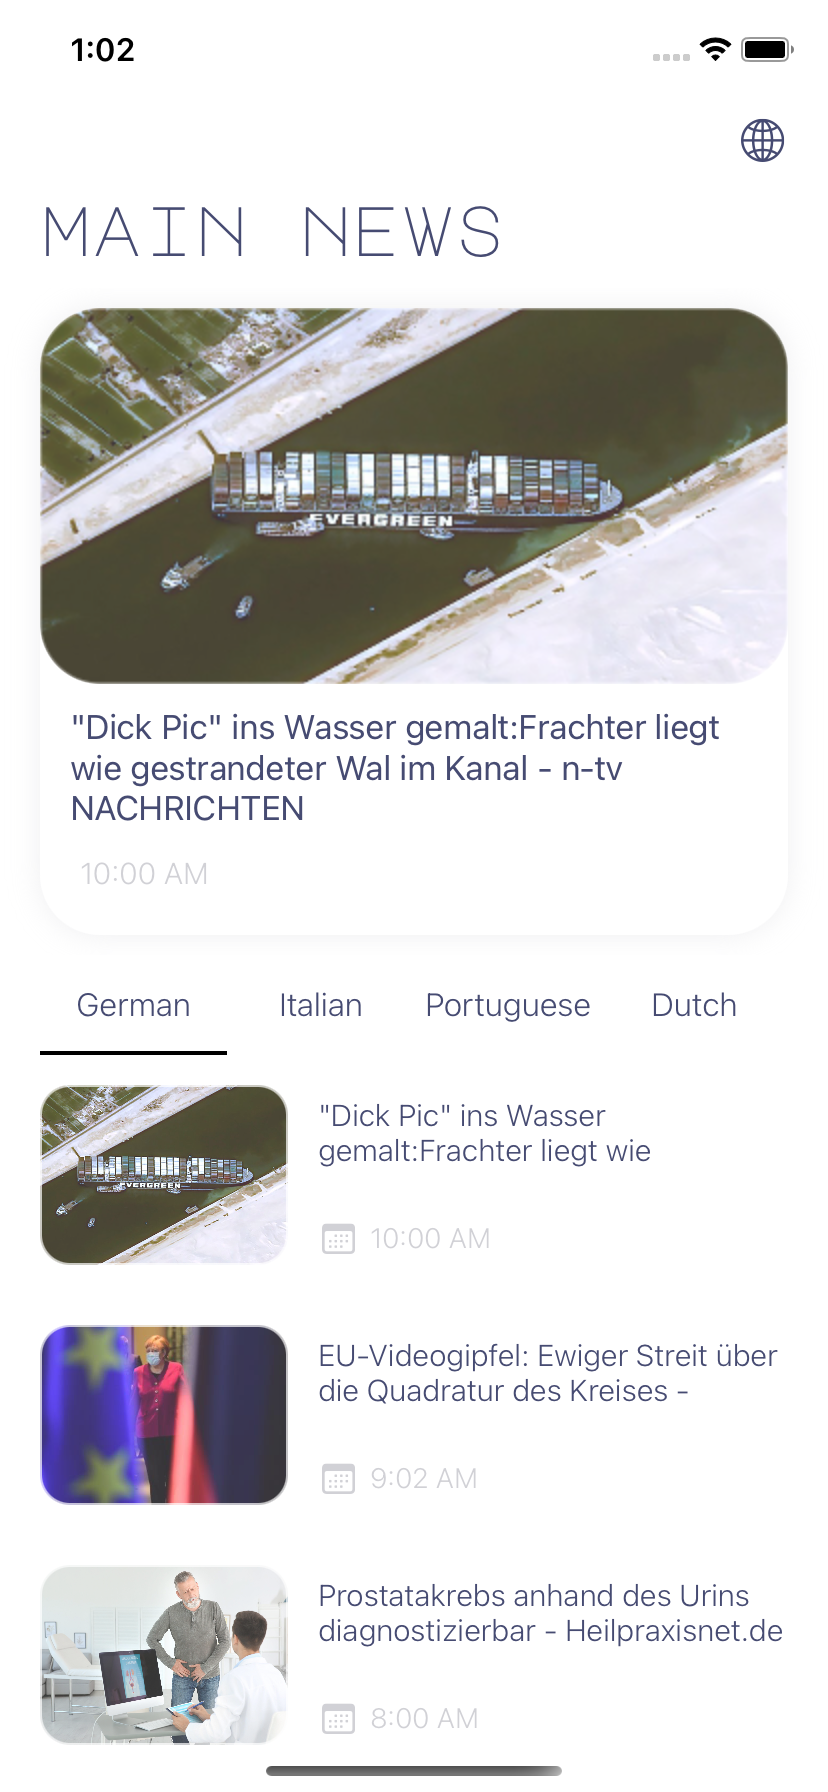 1:02
MAIN NEWS
EVERGREEN
"Dick Pic" ins Wasser gemalt:Frachter liegt
wie gestrandeter Wal im Kanal - n-tv
NACHRICHTEN
10:00 AM
German Italian Portuguese Dutch
"Dick Pic" ins Wasser
gemalt:Frachter liegt wie
EVERGREEN
10:00 AM
EU-Videogipfel: Ewiger Streit über
die Quadratur des Kreises -
9:02 AM
Prostatakrebs anhand des Urins
diagnostizierbar - Heilpraxisnet.de
8:00 AM